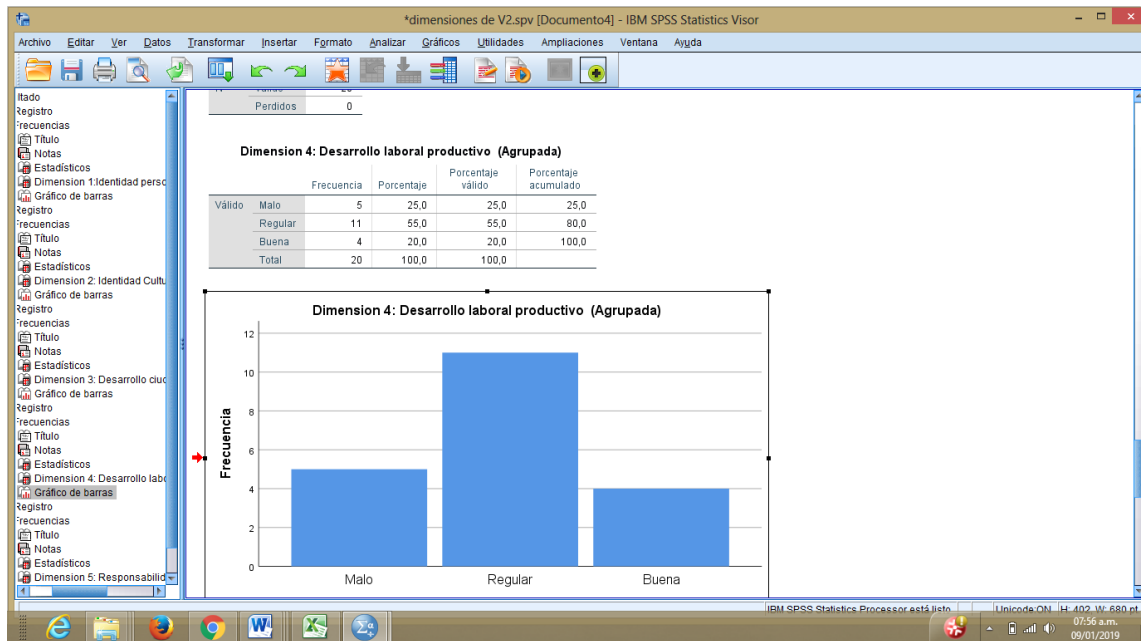 *dimensiones de V2.spv [Documento4] - IBM SPSS Statistics Visor
Archivo Editar Ver Datos Transformar Insertar Formato Analizar Gráficos Utilidades Ampliaciones Ventana Ayuda
ltado
Registro
Frecuencias
Título
Notas
Estadísticos
Dimension 1:Identidad perso
Gráfico de barras
Registro
Frecuencias
Título
Notas
Estadísticos
Dimension 2: Identidad Cultu
Gráfico de barras
Registro
Frecuencias
Título
Notas
Estadísticos
Dimension 3: Desarrollo ciuc
Gráfico de barras
Registro
Frecuencias
Título
Notas
Estadísticos
Dimension 4: Desarrollo labo
Gráfico de barras
Registro
Frecuencias
Título
Notas
Estadísticos
Dimension 5: Responsabilid
Perdidos 0
Dimension 4: Desarrollo laboral productivo (Agrupada)
Frecuencia Porcentaje Porcentaje válido Porcentaje acumulado
Válido Malo 5 25,0 25,0 25,0
Regular 11 55,0 55,0 80,0
Buena 4 20,0 20,0 100,0
Total 20 100,0 100,0
Dimension 4: Desarrollo laboral productivo (Agrupada)
Frecuencia
12
10
8
6
4
2
0
Malo Regular Buena
IBM SPSS Statistics Processor está listo Unicode:ON H: 402, W: 680 pt.
07:56 a.m.
09/01/2019